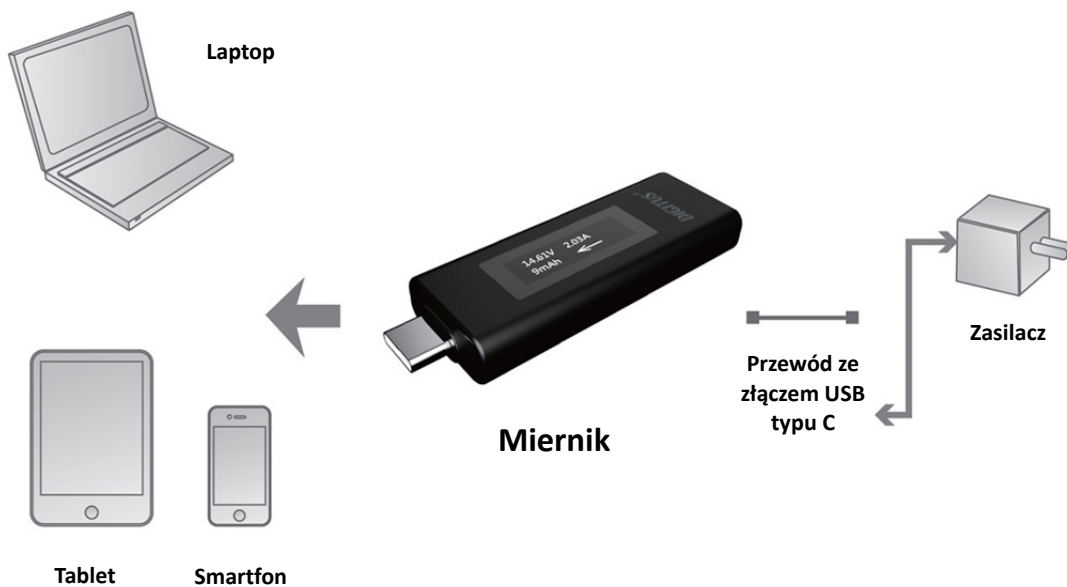 Laptop
DIGITUS®
14.61V 2.03A
9mAh
Zasilacz
Przewód ze
złączem USB
typu C
Miernik
Tablet
Smartfon